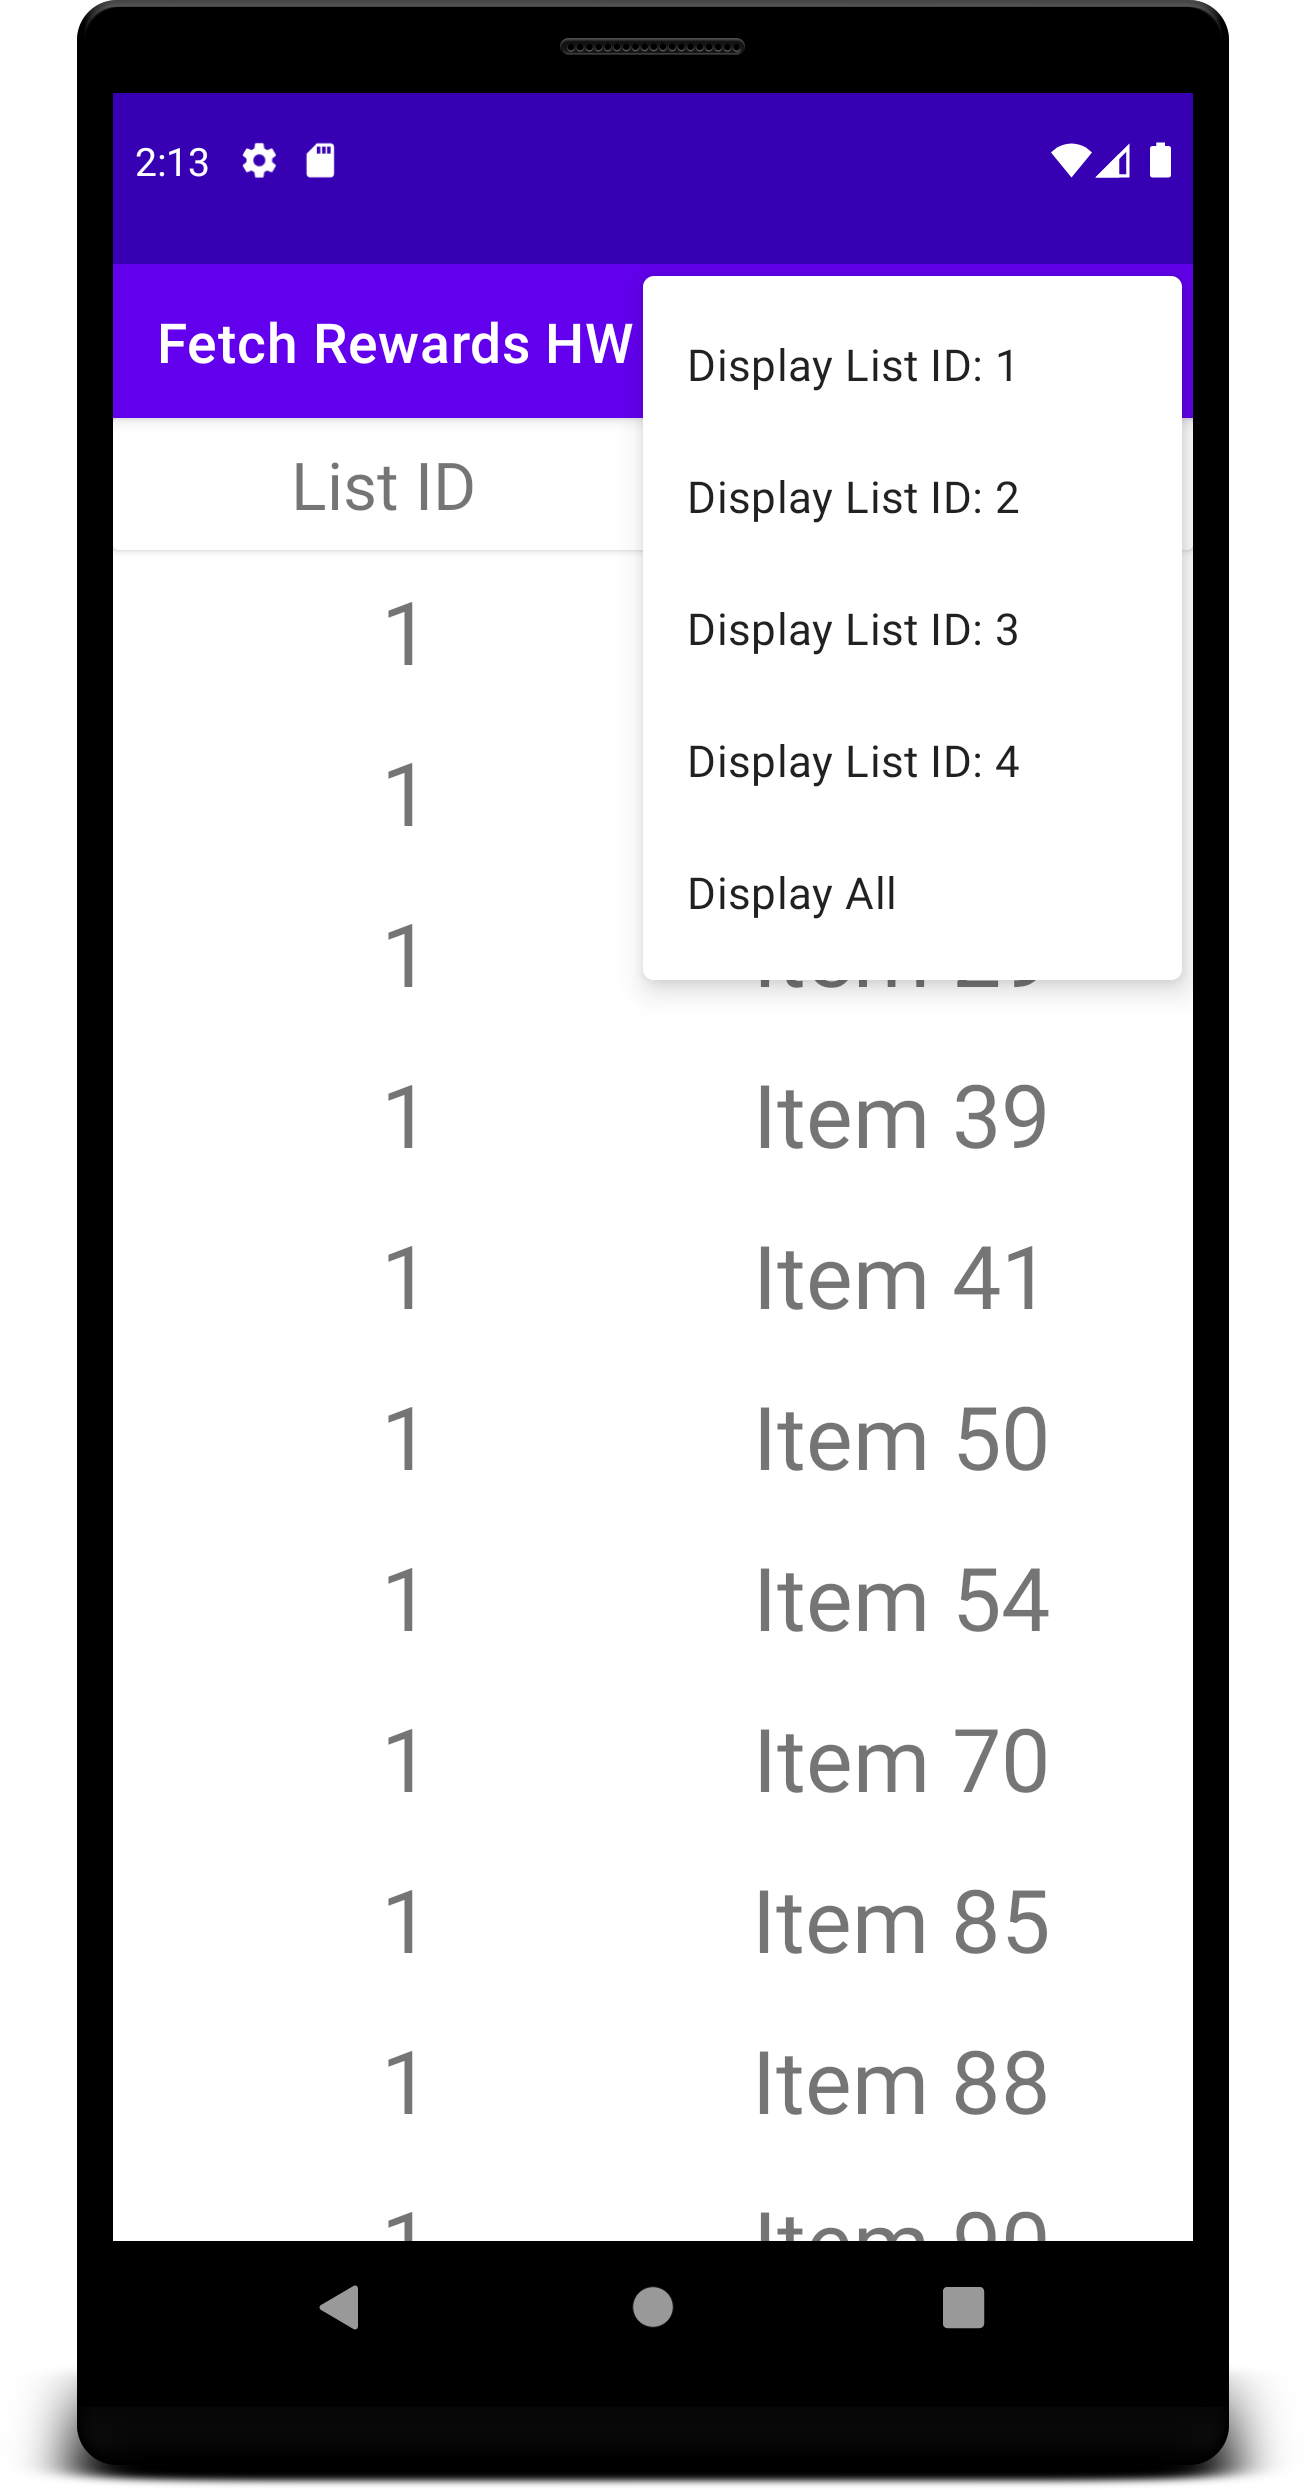 2:13
Fetch Rewards HW
Display List ID: 1
Display List ID: 2
Display List ID: 3
Display List ID: 4
Display All
List ID
1
1
1
1 Item 39
1 Item 41
1 Item 50
1 Item 54
1 Item 70
1 Item 85
1 Item 88
1 Item 90